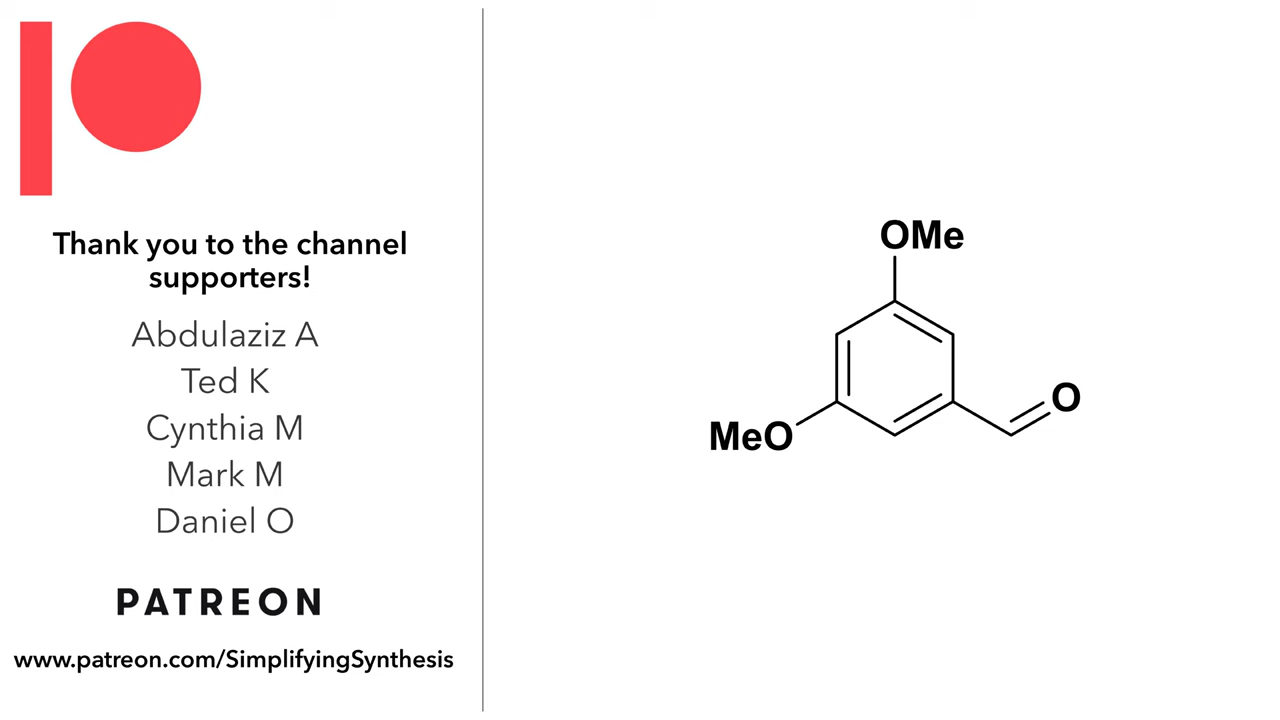 Thank you to the channel
supporters!
Abdulaziz A
Ted K
Cynthia M
Mark M
Daniel O
PATREON
www.patreon.com/SimplifyingSynthesis
OMe
O
MeO